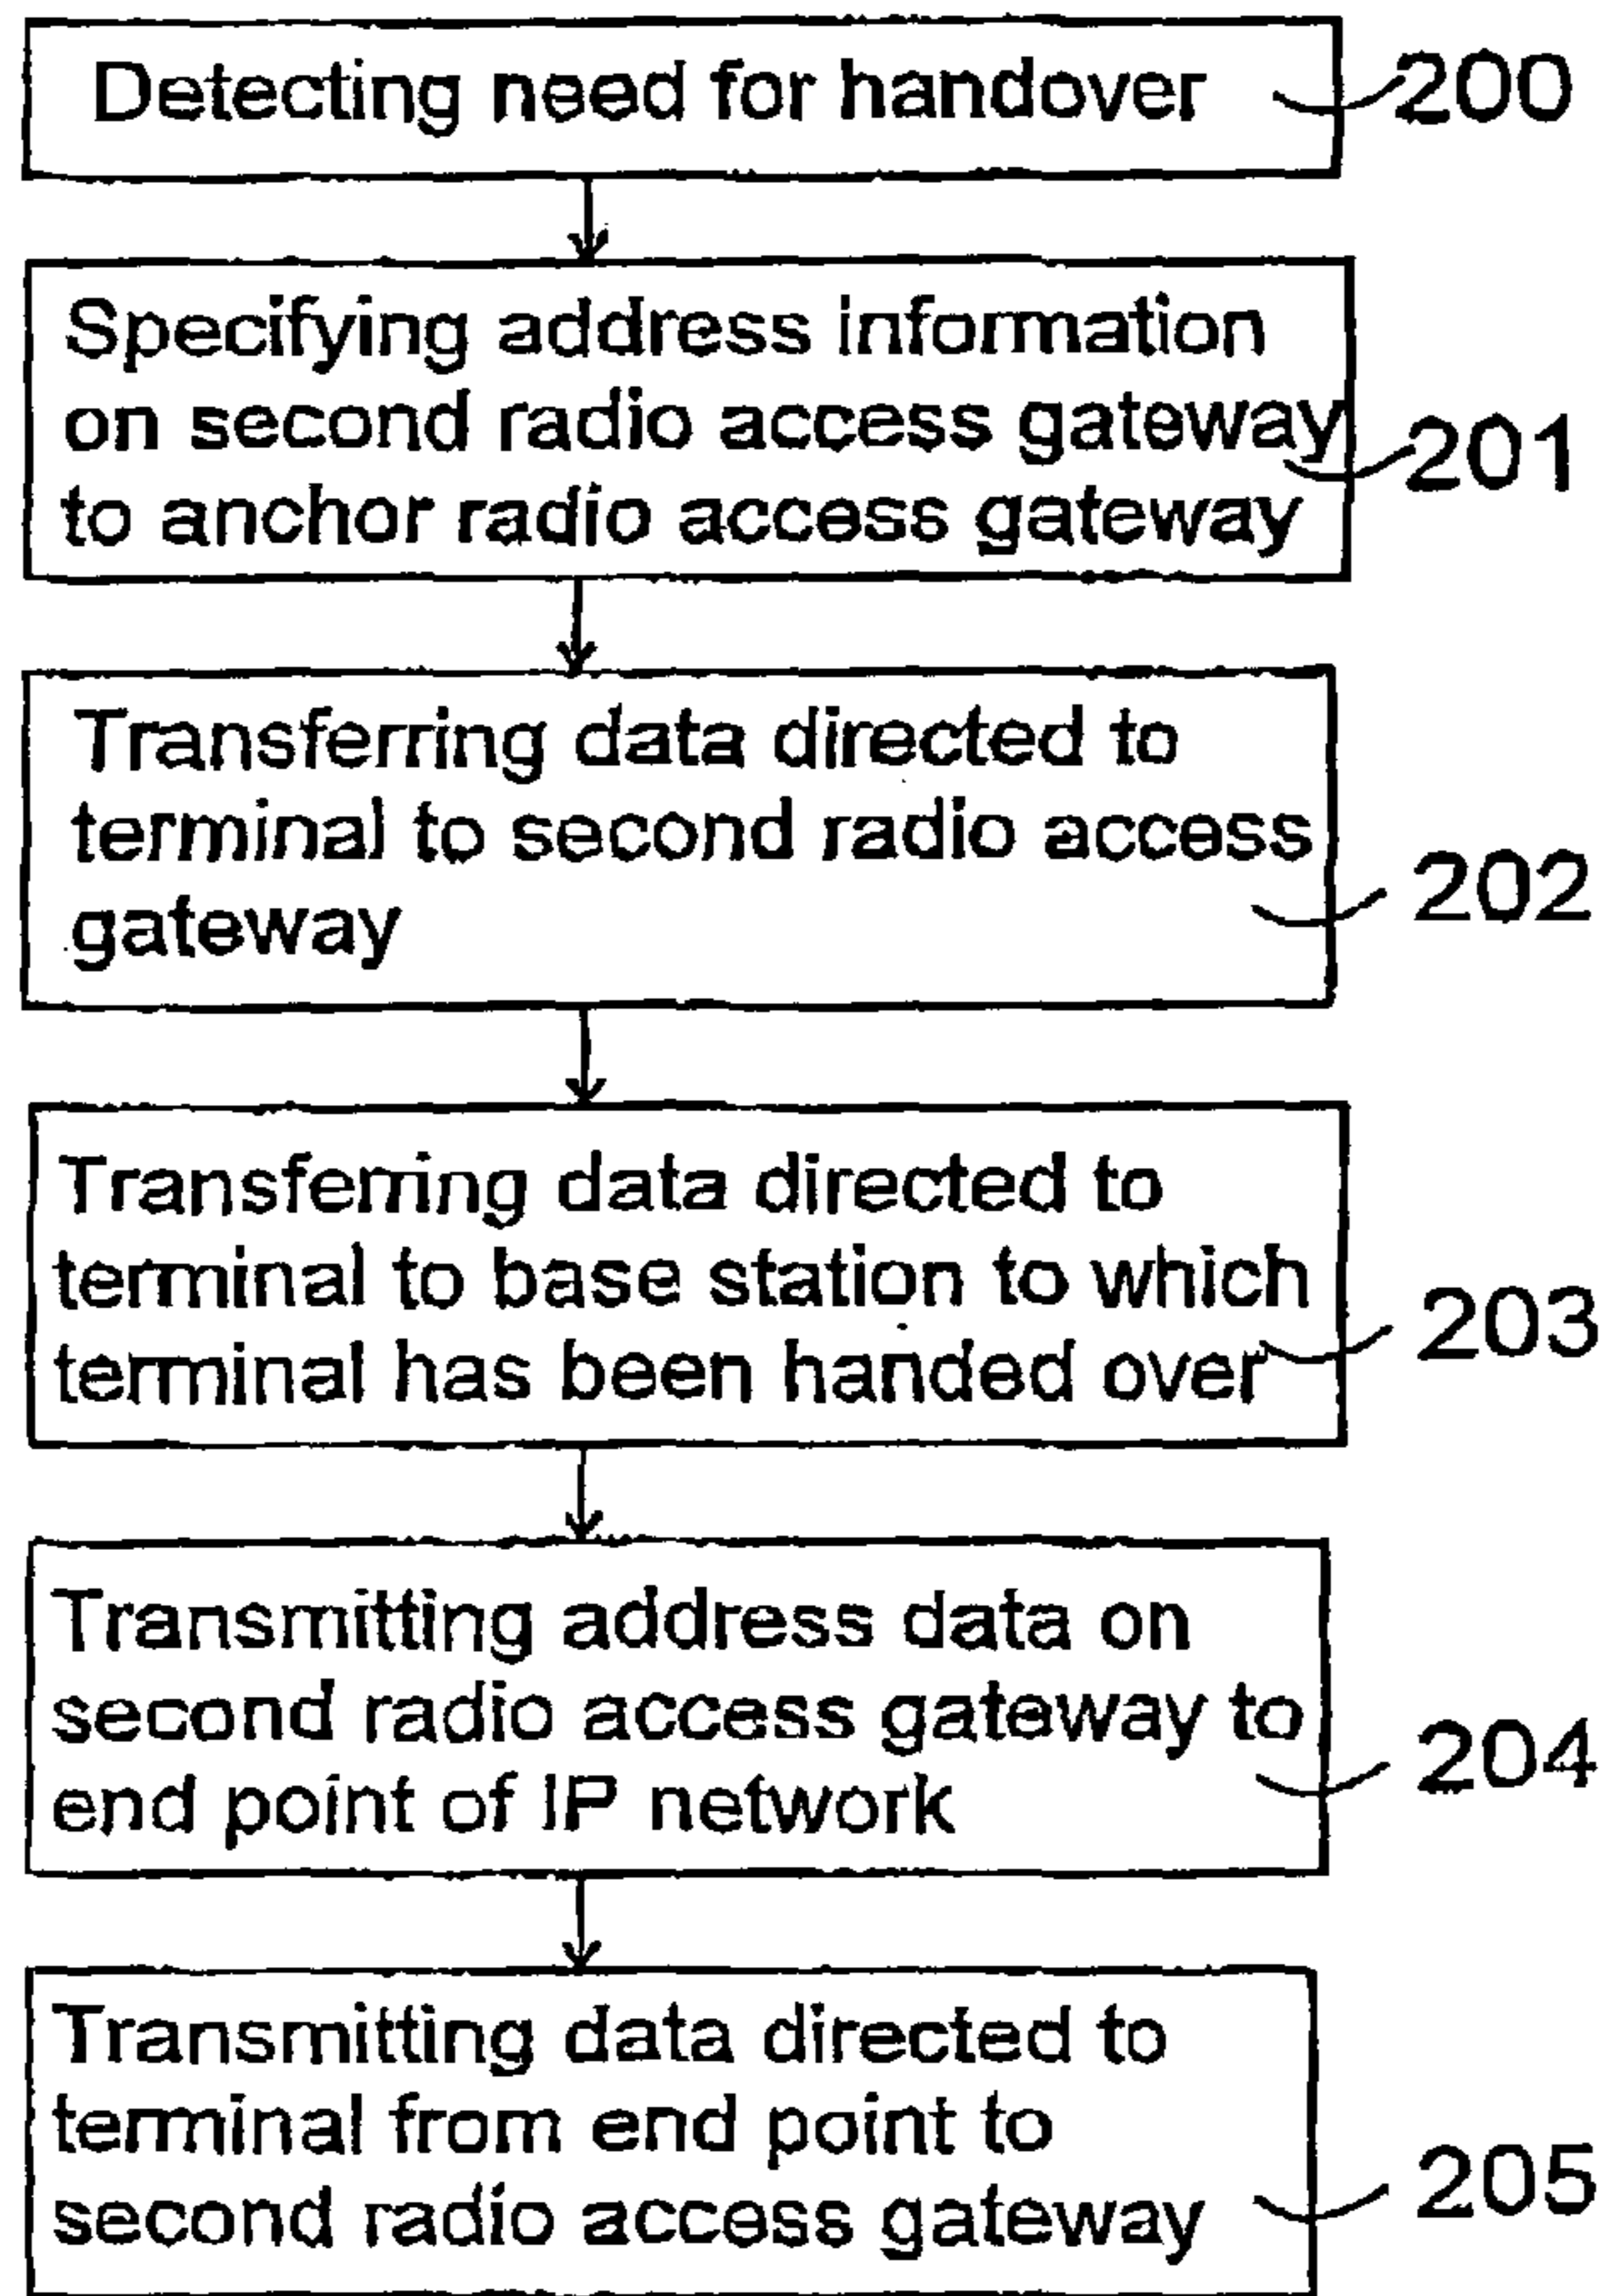 Detecting need for handover 200
Specifying address information
on second radio access gateway
to anchor radio access gateway
201
Transferring data directed to
terminal to second radio access
gateway
202
Transferring data directed to
terminal to base station to which
terminal has been handed over
203
Transmitting address data on
second radio access gateway to
end point of IP network
204
Transmitting data directed to
terminal from end point to
second radio access gateway
205